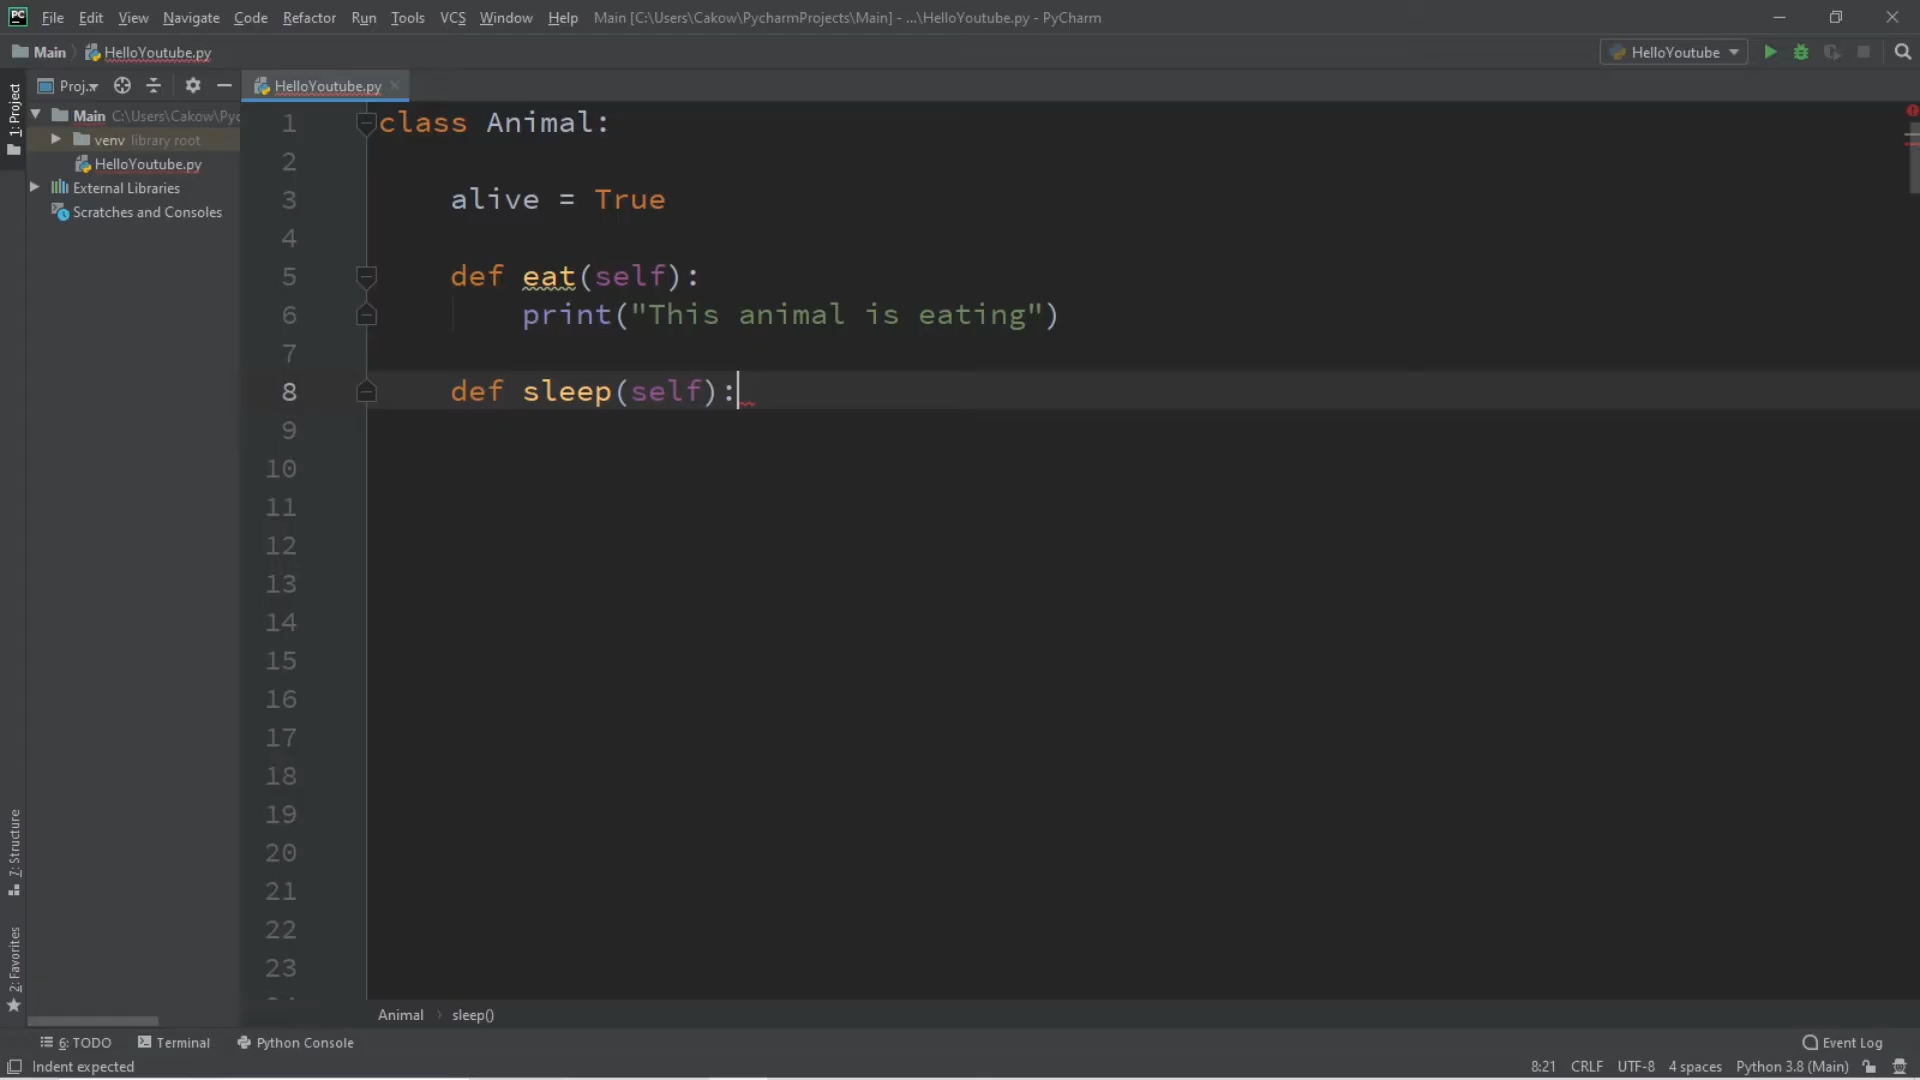 PC File Edit View Navigate Code Refactor Run Tools VCS Window Help Main [C:\Users\Cakow\PycharmProjects\Main] - ...\HelloYoutube.py - PyCharm
Main HelloYoutube.py HelloYoutube
1: Project
Proj... HelloYoutube.py
Main C:\Users\Cakow\Pyc
venv library root
HelloYoutube.py
External Libraries
Scratches and Consoles
1 class Animal:
2
3 alive = True
4
5 def eat(self):
6 print("This animal is eating")
7
8 def sleep(self):
9
10
11
12
13
14
15
16
17
18
19
20
21
22
23
7: Structure
2: Favorites
Animal sleep()
6: TODO Terminal Python Console Event Log
Indent expected 8:21 CRLF UTF-8 4 spaces Python 3.8 (Main)